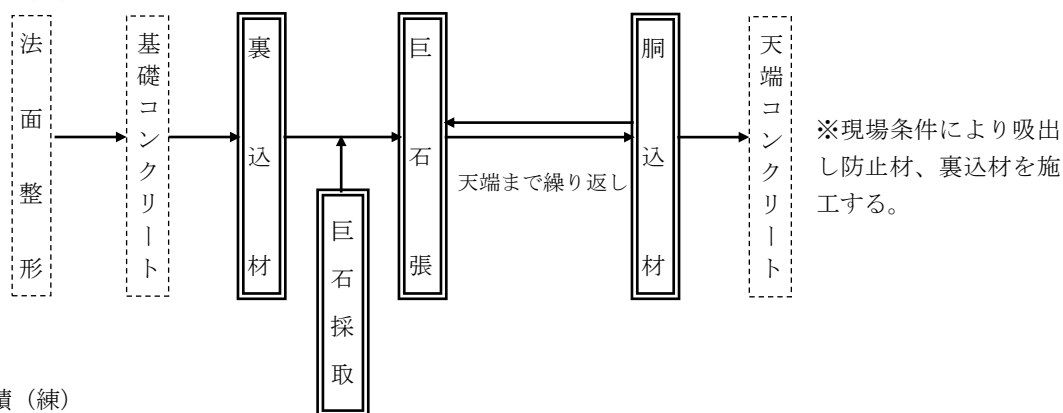 法面整形
基礎コンクリート
裏込材
巨石採取
巨石張
天端まで繰り返し
胴込材
天端コンクリート
※現場条件により吸出
し防止材、裏込材を施
工する。
積（練）